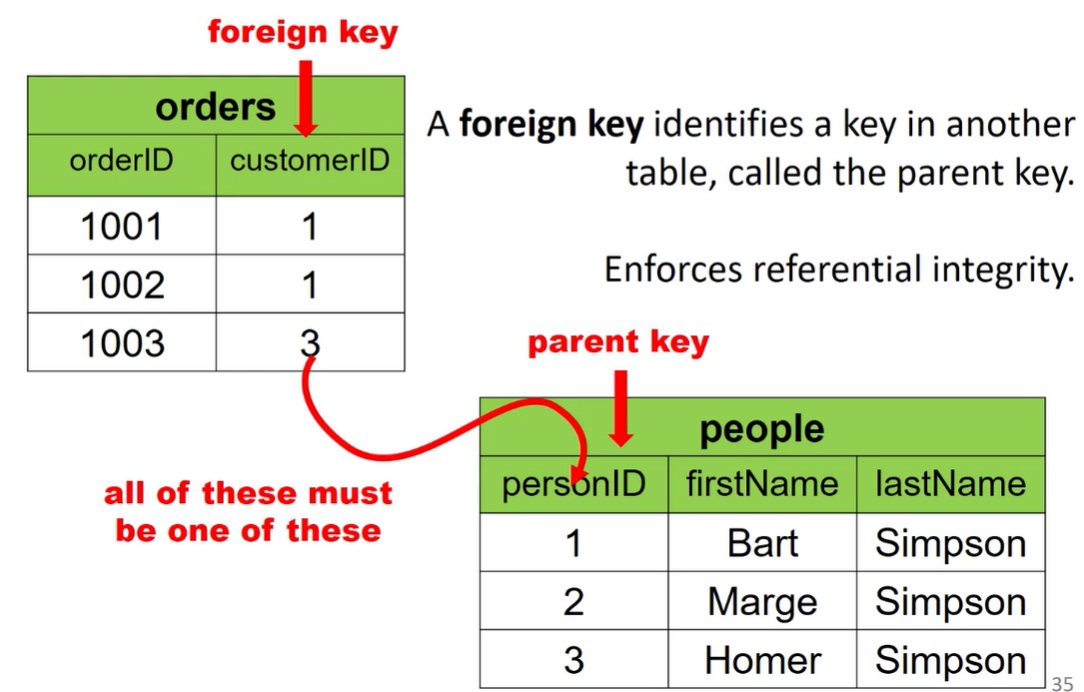 foreign key
orders
orderID customerID
1001 1
1002 1
1003 3
A foreign key identifies a key in another
table, called the parent key.
Enforces referential integrity.
parent key
people
personID firstName lastName
1 Bart Simpson
2 Marge Simpson
3 Homer Simpson
all of these must
be one of these
35